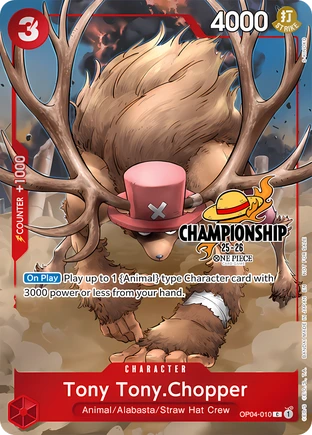 3
4000
打
STRIKE
COUNTER +1000
CHAMPIONSHIP
25-26
ONE PIECE
On Play Play up to 1 {Animal} type Character card with
3000 power or less from your hand.
CHARACTER
Tony Tony.Chopper
OP04-010 C 1
Animal/Alabasta/Straw Hat Crew